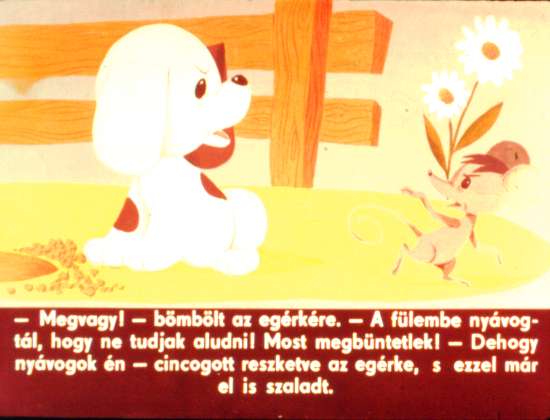 — Megvagy! — bömbölt az egérkére. — A fülembe nyávog-
tál, hogy ne tudjak aludni! Most megbüntetlek! — Dehogy
nyávogok én — cincogott reszketve az egérke, s ezzel már
el is szaladt.